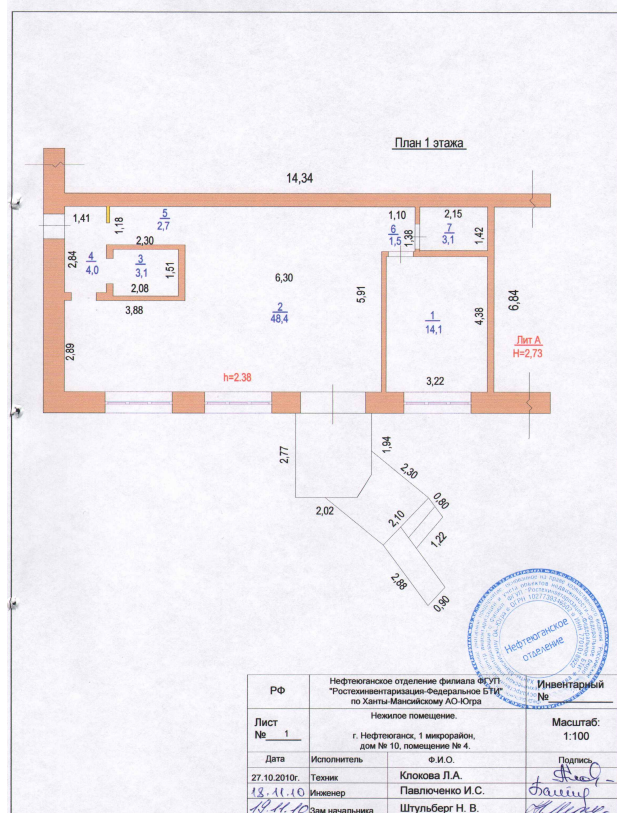 План 1 этажа
14,34
1,41
1,18
5
2,7
2,30
1,10
6
1,5
1,38
2,15
7
3,1
1,42
2,84
4
4,0
3
3,1
1,51
2,08
3,88
6,30
2
48,4
5,91
1
14,1
4,38
6,84
Лит А
H=2,73
2,89
h=2.38
3,22
2,77
1,94
2,30
0,80
2,02
2,10
1,22
2,88
0,90
Нефтеюганское
отделение
РФ
Нефтеюганское отделение филиала ФГУП
"Ростехинвентаризация-Федеральное БТИ"
по Ханты-Мансийскому АО-Югра
Инвентарный
№
Лист
№ 1
Нежилое помещение.
г. Нефтеюганск, 1 микрорайон,
дом № 10, помещение № 4.
Масштаб:
1:100
Дата Исполнитель Ф.И.О. Подпись
27.10.2010г. Техник Клокова Л.А.
18.11.10 Инженер Павлюченко И.С.
19.11.10 Зам начальника Штульберг Н. В.